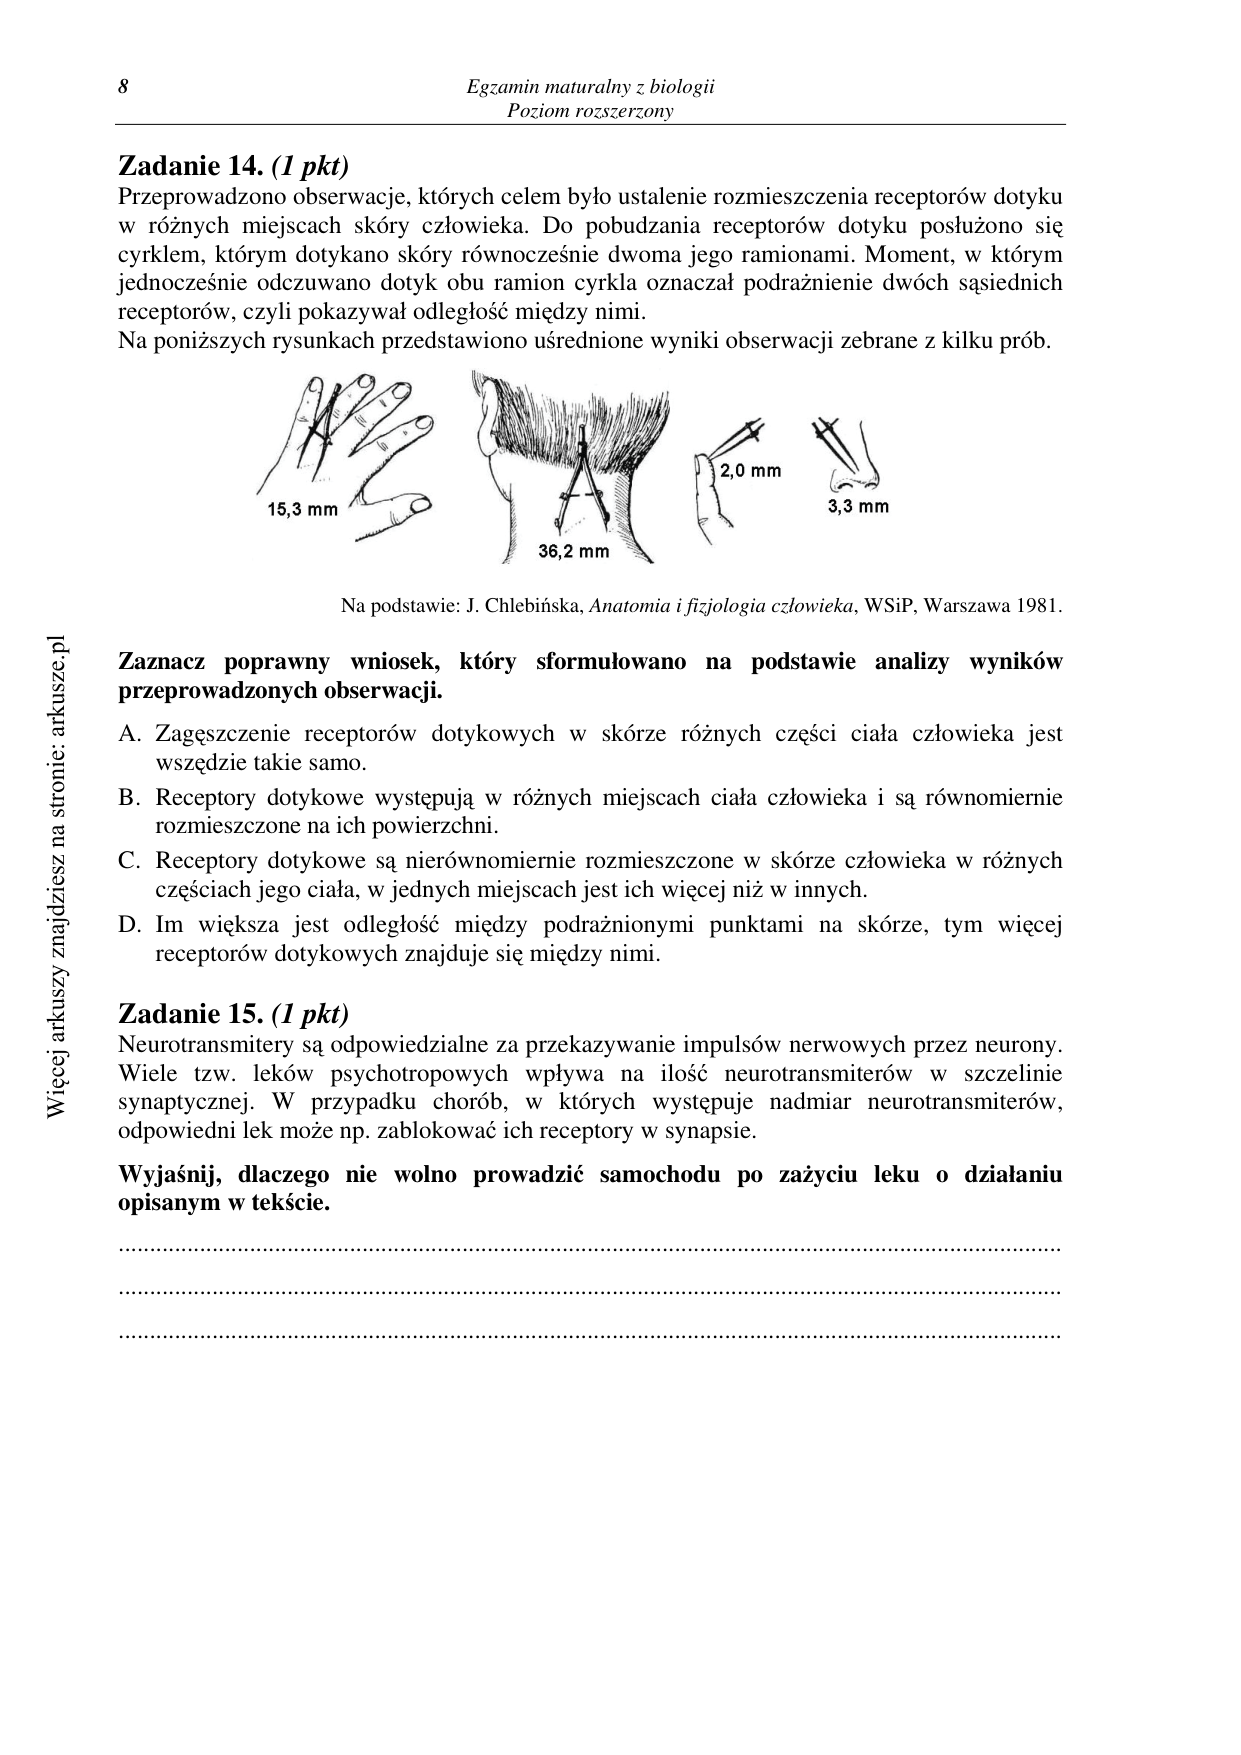 8
Egzamin maturalny z biologii
Poziom rozszerzony
Zadanie 14. (1 pkt)
Przeprowadzono obserwacje, których celem było ustalenie rozmieszczenia receptorów dotyku
w różnych miejscach skóry człowieka. Do pobudzania receptorów dotyku posłużono się
cyrklem, którym dotykano skóry równocześnie dwoma jego ramionami. Moment, w którym
jednocześnie odczuwano dotyk obu ramion cyrkla oznaczał podrażnienie dwóch sąsiednich
receptorów, czyli pokazywał odległość między nimi.
Na poniższych rysunkach przedstawiono uśrednione wyniki obserwacji zebrane z kilku prób.
15,3 mm
36,2 mm
2,0 mm
3,3 mm
Na podstawie: J. Chlebińska, Anatomia i fizjologia człowieka, WSiP, Warszawa 1981.
Zaznacz poprawny wniosek, który sformułowano na podstawie analizy wyników
przeprowadzonych obserwacji.
A. Zagęszczenie receptorów dotykowych w skórze różnych części ciała człowieka jest
wszędzie takie samo.
B. Receptory dotykowe występują w różnych miejscach ciała człowieka i są równomiernie
rozmieszczone na ich powierzchni.
C. Receptory dotykowe są nierównomiernie rozmieszczone w skórze człowieka w różnych
częściach jego ciała, w jednych miejscach jest ich więcej niż w innych.
D. Im większa jest odległość między podrażnionymi punktami na skórze, tym więcej
receptorów dotykowych znajduje się między nimi.
Zadanie 15. (1 pkt)
Neurotransmitery są odpowiedzialne za przekazywanie impulsów nerwowych przez neurony.
Wiele tzw. leków psychotropowych wpływa na ilość neurotransmiterów w szczelinie
synaptycznej. W przypadku chorób, w których występuje nadmiar neurotransmiterów,
odpowiedni lek może np. zablokować ich receptory w synapsie.
Wyjaśnij, dlaczego nie wolno prowadzić samochodu po zażyciu leku o działaniu
opisanym w tekście.
Więcej arkuszy znajdziesz na stronie: arkusze.pl